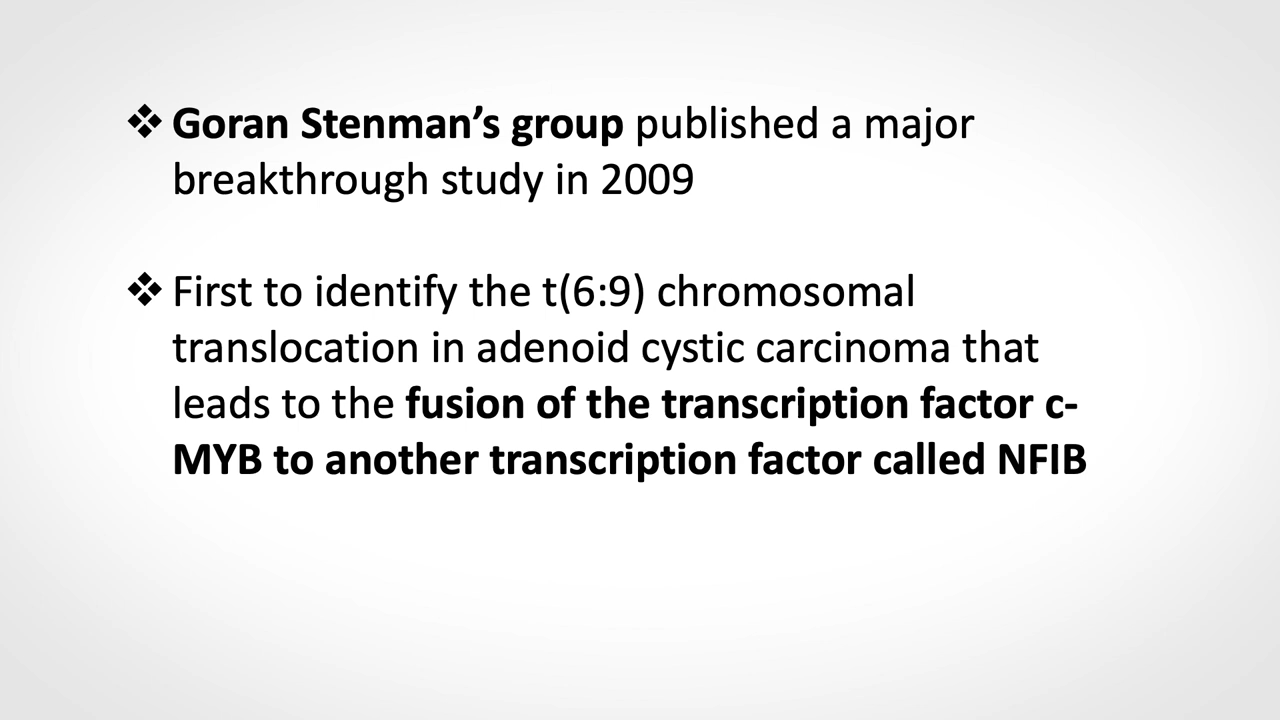 ❖ Goran Stenman’s group published a major
breakthrough study in 2009
❖ First to identify the t(6:9) chromosomal
translocation in adenoid cystic carcinoma that
leads to the fusion of the transcription factor c-
MYB to another transcription factor called NFIB